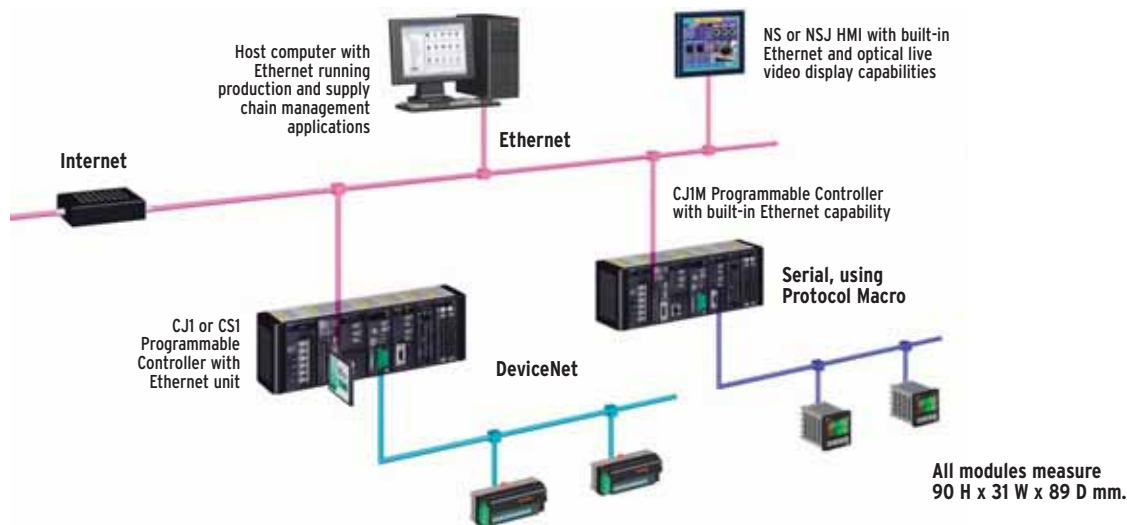 Host computer with
Ethernet running
production and supply
chain management
applications
NS or NSJ HMI with built-in
Ethernet and optical live
video display capabilities
Ethernet
Internet
CJ1M Programmable Controller
with built-in Ethernet capability
Serial, using
Protocol Macro
CJ1 or CS1
Programmable
Controller with
Ethernet unit
DeviceNet
All modules measure
90 H x 31 W x 89 D mm.